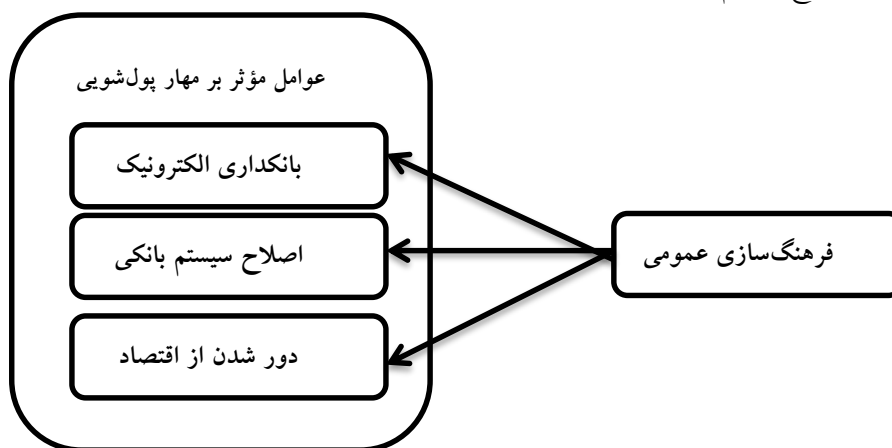 عوامل مؤثر بر مهار پول‌شویی
بانکداری الکترونیک
اصلاح سیستم بانکی
دور شدن از اقتصاد
فرهنگ‌سازی عمومی